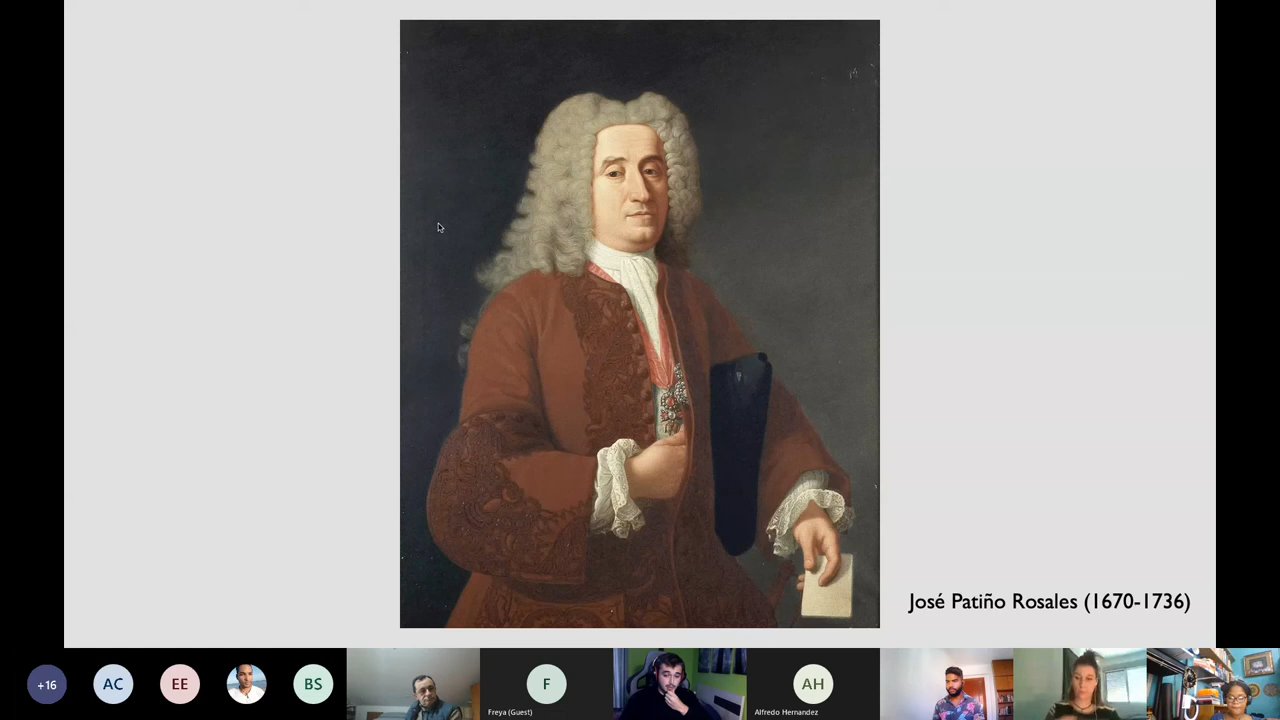 José Patiño Rosales (1670-1736)
+16
AC
EE
BS
F
Freya (Guest)
AH
Alfredo Hernandez